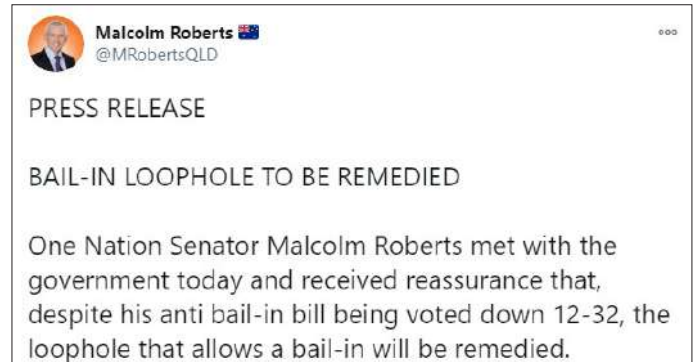 Malcolm Roberts 🇦🇺
@MRobertsQLD
PRESS RELEASE
BAIL-IN LOOPHOLE TO BE REMEDIED
One Nation Senator Malcolm Roberts met with the
government today and received reassurance that,
despite his anti bail-in bill being voted down 12-32, the
loophole that allows a bail-in will be remedied.